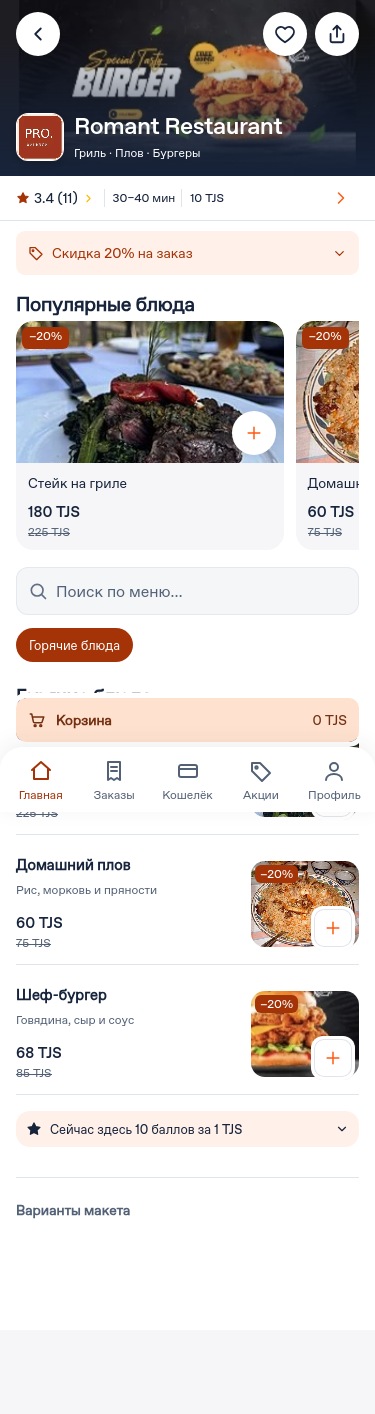 Special Tasty
BURGER
PRO.
Romant Restaurant
Гриль · Плов · Бургеры
3.4 (11)
30–40 мин
10 TJS
Скидка 20% на заказ
Популярные блюда
−20%
−20%
Стейк на гриле
Домашн
180 TJS
60 TJS
225 TJS
75 TJS
Поиск по меню...
Горячие блюда
Корзина
0 TJS
Главная
Заказы
Кошелёк
Акции
Профиль
225 TJS
Домашний плов
−20%
Рис, морковь и пряности
60 TJS
75 TJS
Шеф-бургер
−20%
Говядина, сыр и соус
68 TJS
85 TJS
Сейчас здесь 10 баллов за 1 TJS
Варианты макета